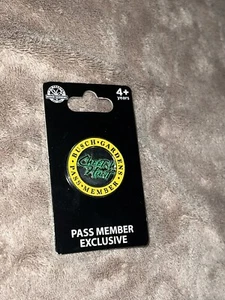 4+
years
BUSCH GARDENS
PASS MEMBER
PASS MEMBER
EXCLUSIVE